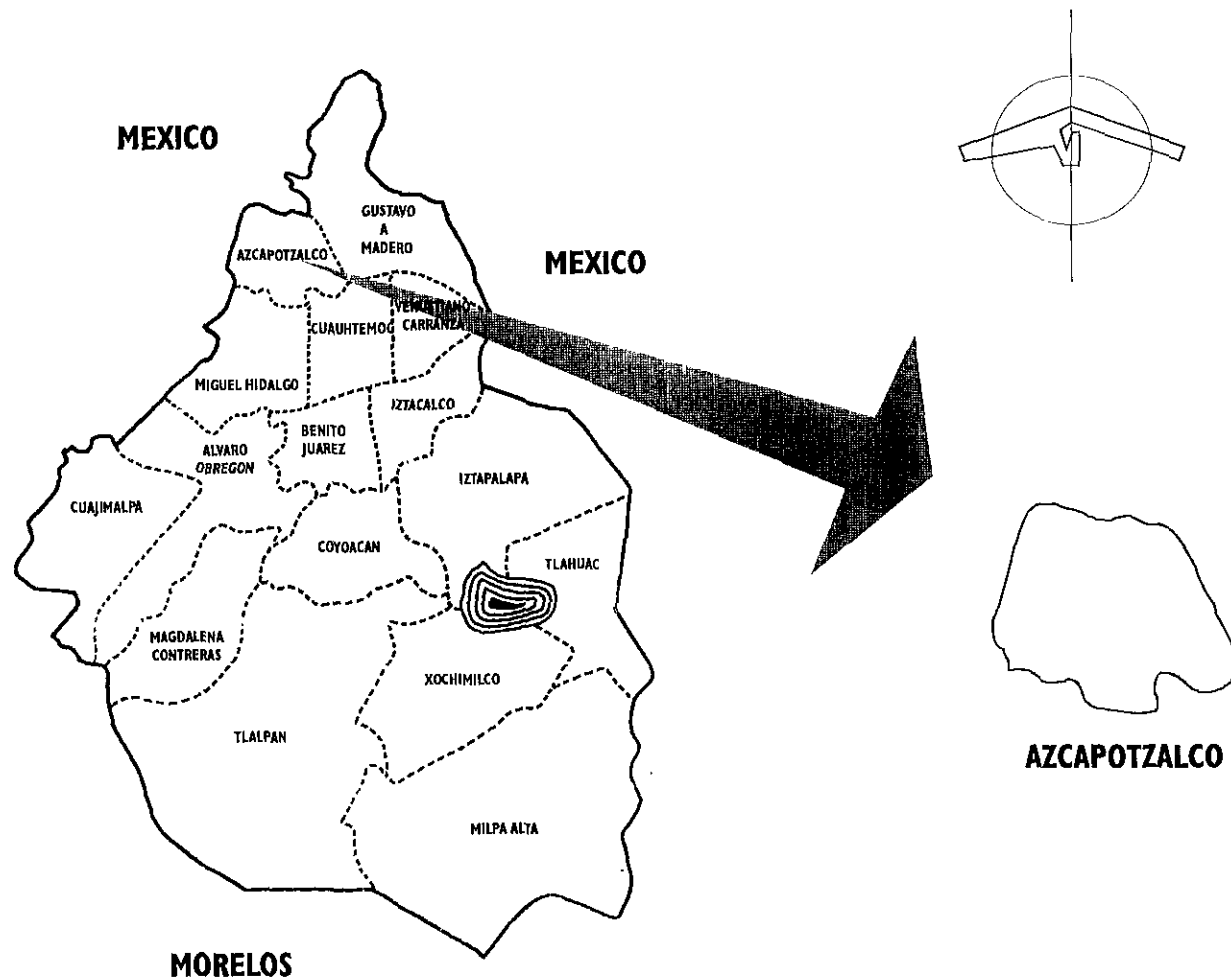 MEXICO
GUSTAVO
A
MADERO
AZCAPOTZALCO
MEXICO
VENUSTIANO
CARRANZA
CUAUHTEMOC
MIGUEL HIDALGO
IZTACALCO
BENITO
JUAREZ
ALVARO
OBREGON
IZTAPALAPA
CUAJIMALPA
COYOACAN
TLAHUAC
MAGDALENA
CONTRERAS
XOCHIMILCO
TLALPAN
AZCAPOTZALCO
MILPA ALTA
MORELOS